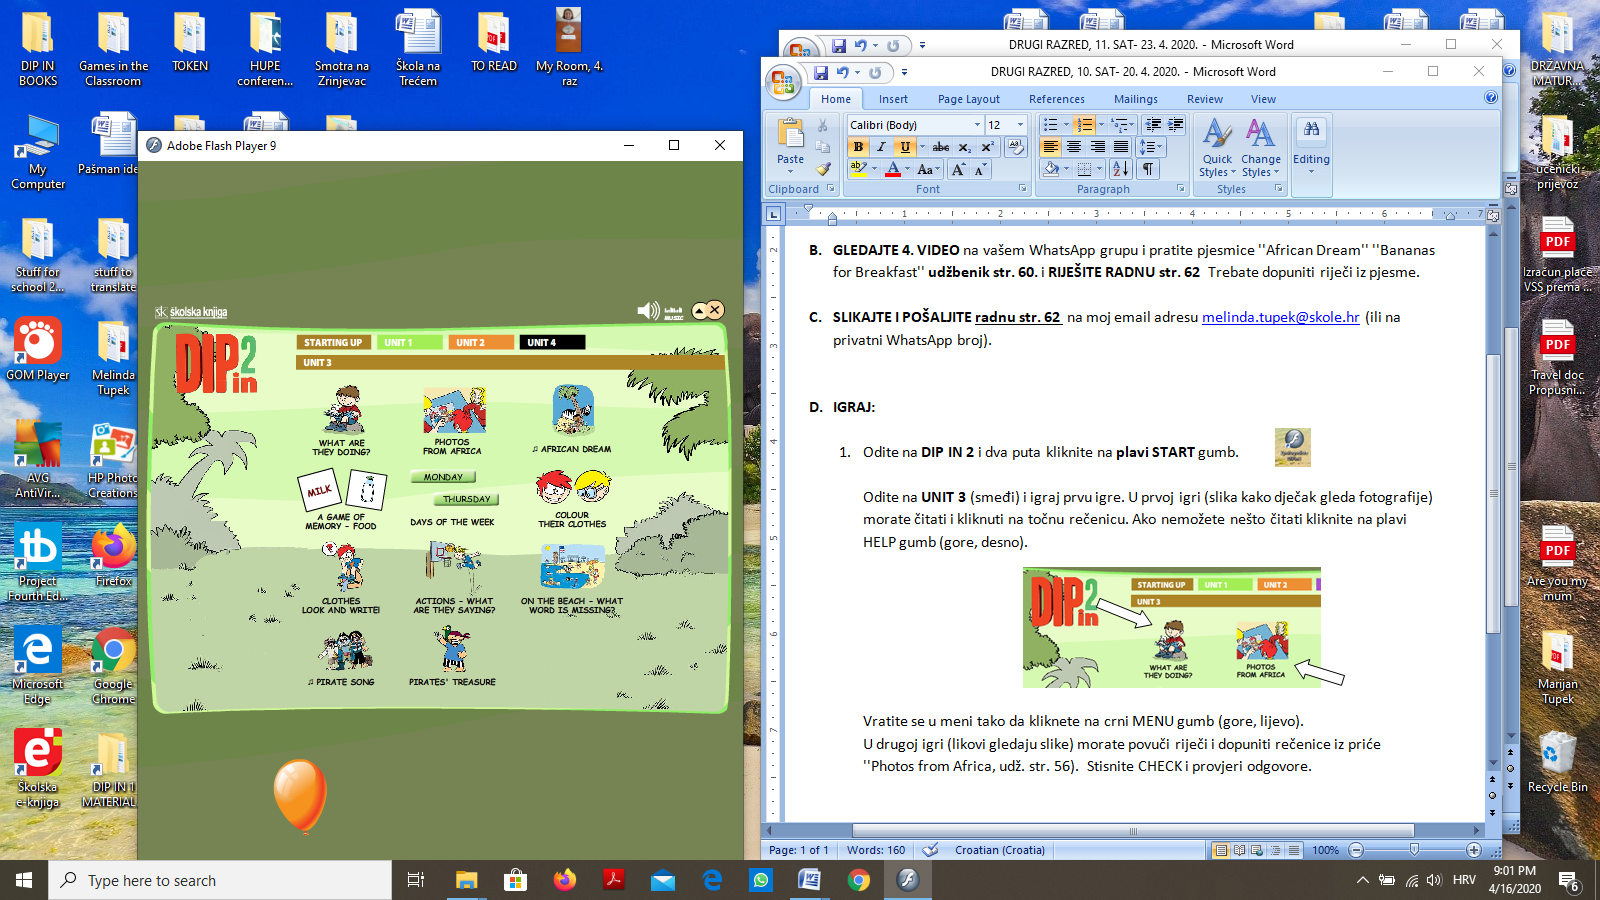 DIP IN BOOKS
Games in the Classroom
TOKEN
HUPE conferen...
Smotra na Zrinjevac
Škola na Trećem
TO READ
My Room, 4. raz
My Computer
Pašman ide
Stuff for school 2...
stuff to translate
GOM Player
Melinda Tupek
AVG AntiVir...
HP Photo Creations
Project Fourth Ed...
Firefox
Microsoft Edge
Google Chrome
Školska e-knjiga
DIP IN 1 MATERIAL
Adobe Flash Player 9
školska knjiga
MUSIC
DIP in 2
STARTING UP UNIT 1 UNIT 2 UNIT 4
UNIT 3
WHAT ARE THEY DOING?
PHOTOS FROM AFRICA
♫ AFRICAN DREAM
MILK
A GAME OF MEMORY - FOOD
MONDAY
THURSDAY
DAYS OF THE WEEK
COLOUR THEIR CLOTHES
CLOTHES LOOK AND WRITE!
ACTIONS - WHAT ARE THEY SAYING?
ON THE BEACH - WHAT WORD IS MISSING?
♫ PIRATE SONG
PIRATES' TREASURE
DRUGI RAZRED, 11. SAT- 23. 4. 2020. - Microsoft Word
DRUGI RAZRED, 10. SAT- 20. 4. 2020. - Microsoft Word
Home Insert Page Layout References Mailings Review View
Calibri (Body) 12
Paste
Quick Styles
Change Styles
Editing
Clipboard Font Paragraph Styles
B. GLEDAJTE 4. VIDEO na vašem WhatsApp grupu i pratite pjesmice ''African Dream'' ''Bananas
for Breakfast'' udžbenik str. 60. i RIJEŠITE RADNU str. 62 Trebate dopuniti riječi iz pjesme.
C. SLIKAJTE I POŠALJITE radnu str. 62 na moj email adresu melinda.tupek@skole.hr (ili na
privatni WhatsApp broj).
D. IGRAJ:
1. Odite na DIP IN 2 i dva puta kliknite na plavi START gumb.
Odite na UNIT 3 (smeđi) i igraj prvu igre. U prvoj igri (slika kako dječak gleda fotografije)
morate čitati i kliknuti na točnu rečenicu. Ako nemožete nešto čitati kliknite na plavi
HELP gumb (gore, desno).
DIP in 2
STARTING UP UNIT 1 UNIT 2
UNIT 3
WHAT ARE THEY DOING?
PHOTOS FROM AFRICA
Vratite se u meni tako da kliknete na crni MENU gumb (gore, lijevo).
U drugoj igri (likovi gledaju slike) morate povuči riječi i dopuniti rečenice iz priće
''Photos from Africa, udž. str. 56). Stisnite CHECK i provjeri odgovore.
Page: 1 of 1 Words: 160 Croatian (Croatia) 100%
DRŽAVNA MATUR...
učenicki prijevoz
Izračun plaće VSS prema ...
Travel doc Propusni...
Are you my mum
Marijan Tupek
Recycle Bin
Type here to search
HRV
9:01 PM
4/16/2020
6